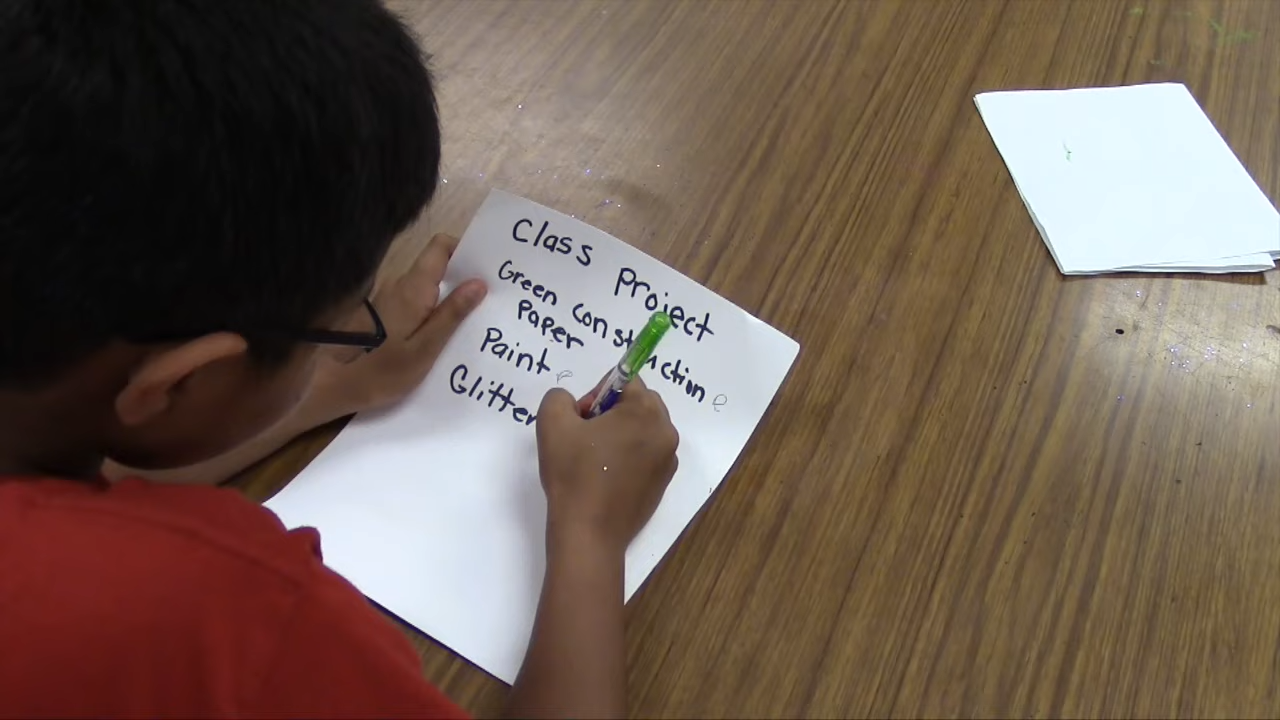 Class Project
Green construction
Paper
Paint
Glitter